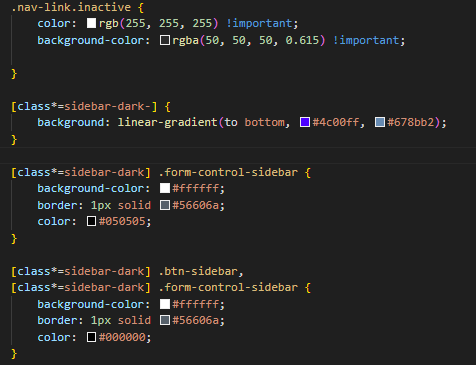 .nav-link.inactive {
    color: rgb(255, 255, 255) !important;
    background-color: rgba(50, 50, 50, 0.615) !important;
}
[class*=sidebar-dark-] {
    background: linear-gradient(to bottom, #4c00ff, #678bb2);
}
[class*=sidebar-dark] .form-control-sidebar {
    background-color: #ffffff;
    border: 1px solid #56606a;
    color: #050505;
}
[class*=sidebar-dark] .btn-sidebar,
[class*=sidebar-dark] .form-control-sidebar {
    background-color: #ffffff;
    border: 1px solid #56606a;
    color: #000000;
}